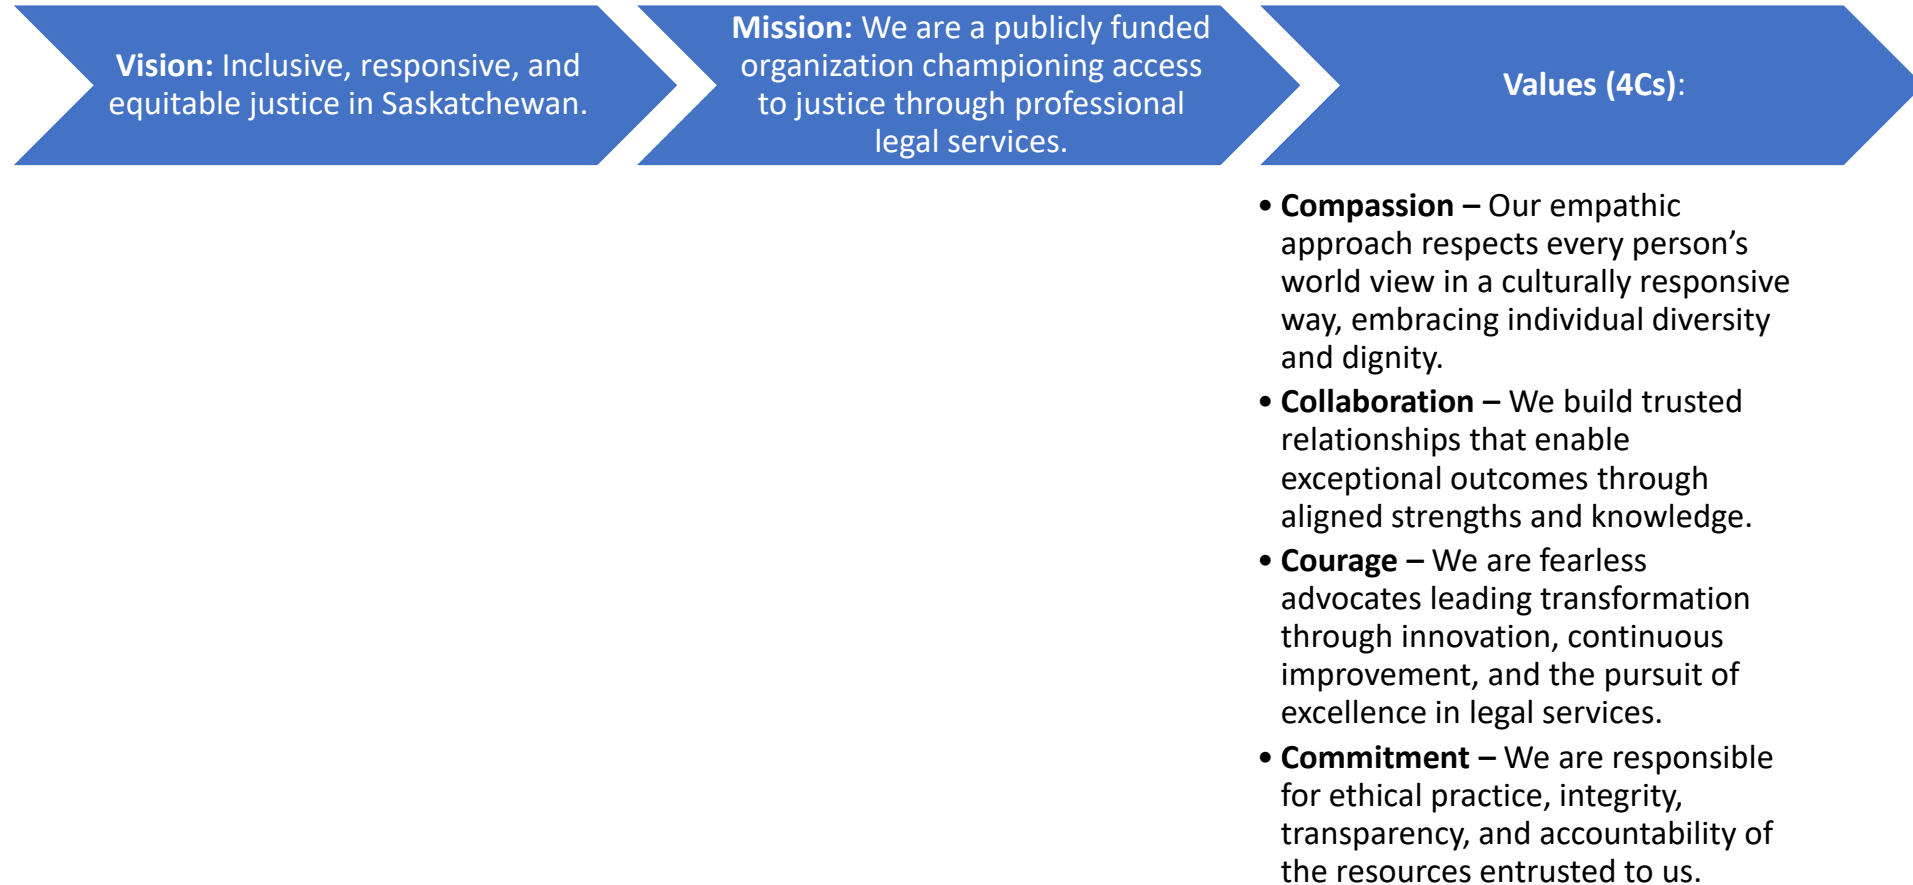 Vision: Inclusive, responsive, and
equitable justice in Saskatchewan.
Mission: We are a publicly funded
organization championing access
to justice through professional
legal services.
Values (4Cs):
• Compassion – Our empathic
approach respects every person’s
world view in a culturally responsive
way, embracing individual diversity
and dignity.
• Collaboration – We build trusted
relationships that enable
exceptional outcomes through
aligned strengths and knowledge.
• Courage – We are fearless
advocates leading transformation
through innovation, continuous
improvement, and the pursuit of
excellence in legal services.
• Commitment – We are responsible
for ethical practice, integrity,
transparency, and accountability of
the resources entrusted to us.